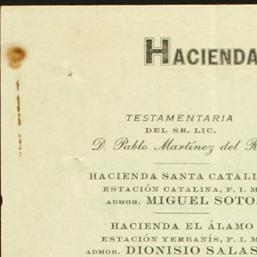 HACIENDA
TESTAMENTARIA
DEL SR. LIC.
D. Pablo Martínez del R
HACIENDA SANTA CATALI
ESTACIÓN CATALINA, F. I. M
ADMOR. MIGUEL SOTO
HACIENDA EL ÁLAMO
ESTACIÓN YERBANÍS, F. I. M
ADMOR. DIONISIO SALAS